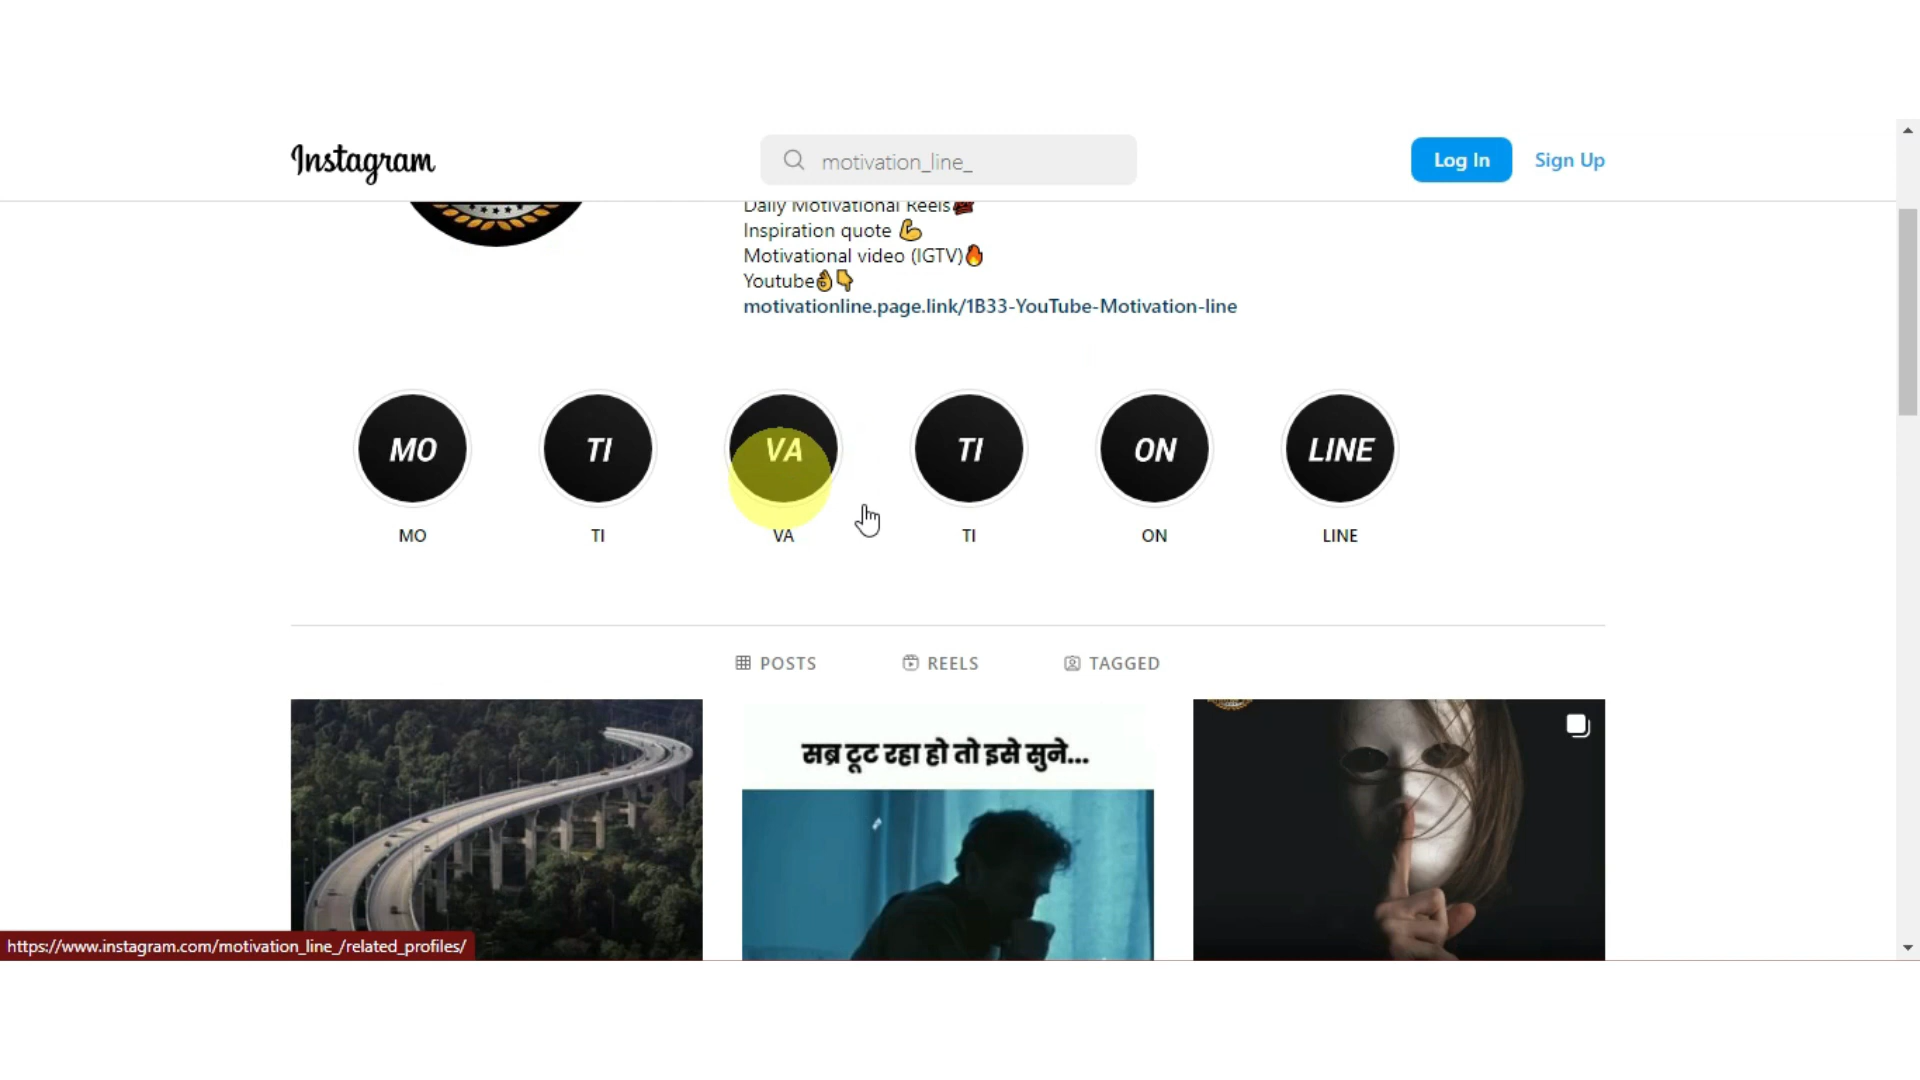 Instagram
motivation_line_
Log In
Sign Up
Daily Motivational Reels
Inspiration quote 💪
Motivational video (IGTV)🔥
Youtube👌👇
motivationline.page.link/1B33-YouTube-Motivation-line
MO
TI
VA
TI
ON
LINE
MO
TI
VA
TI
ON
LINE
POSTS
REELS
TAGGED
सब्र टूट रहा हो तो इसे सुने...
https://www.instagram.com/motivation_line_/related_profiles/